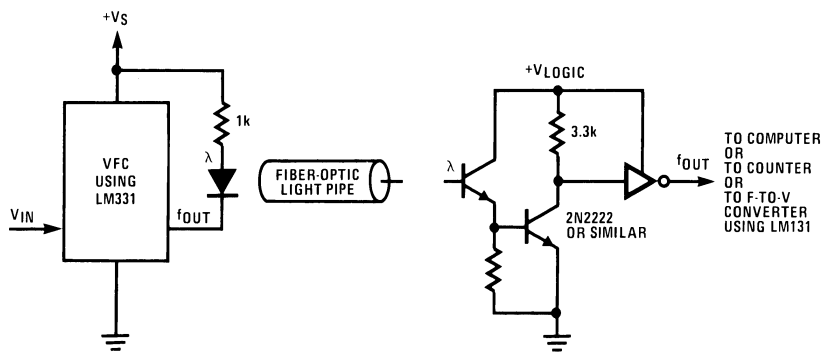 +VS
1k
λ
VFC
USING
LM331
VIN
fOUT
FIBER-OPTIC
LIGHT PIPE
+VLOGIC
3.3k
λ
2N2222
OR SIMILAR
fOUT
TO COMPUTER
OR
TO COUNTER
OR
TO F-TO-V
CONVERTER
USING LM131